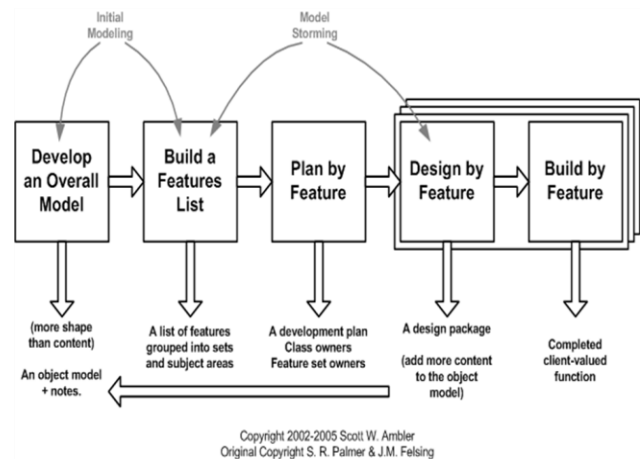 Initial
Modeling
Model
Storming
Develop
an Overall
Model
Build a
Features
List
Plan by
Feature
Design by
Feature
Build by
Feature
(more shape
than content)
An object model
+ notes.
A list of features
grouped into sets
and subject areas
A development plan
Class owners
Feature set owners
A design package
(add more content
to the object
model)
Completed
client-valued
function
Copyright 2002-2005 Scott W. Ambler
Original Copyright S. R. Palmer & J.M. Felsing